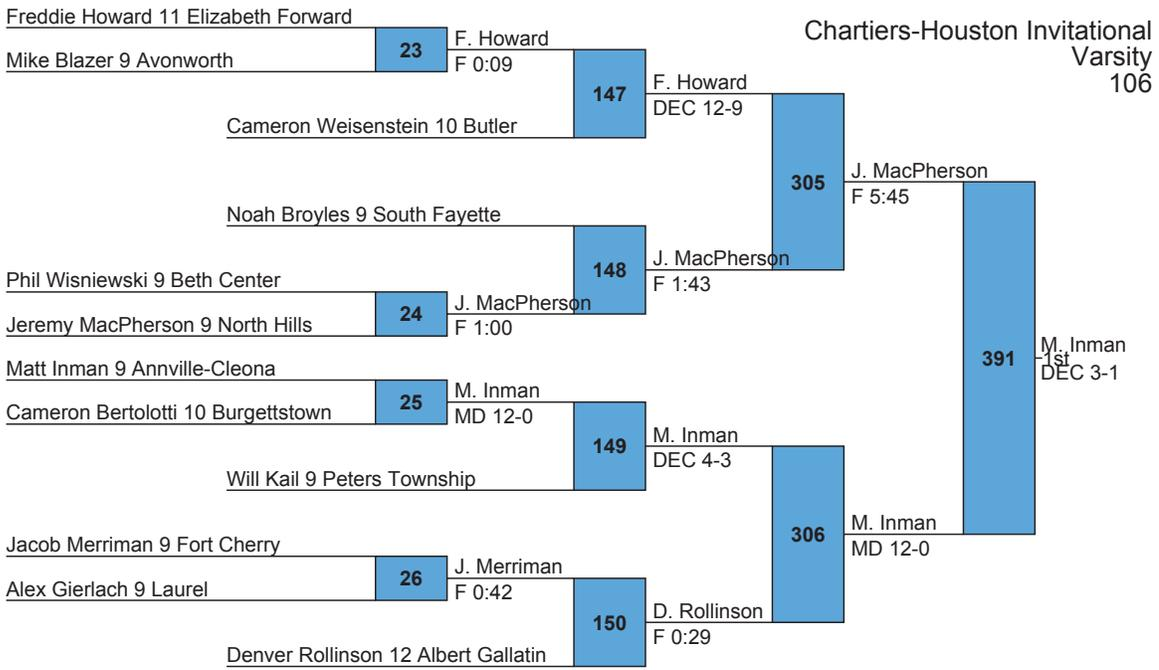 Freddie Howard 11 Elizabeth Forward
Mike Blazer 9 Avonworth
23
F. Howard
F 0:09
Cameron Weisenstein 10 Butler
147
F. Howard
DEC 12-9
Chartiers-Houston Invitational
Varsity
106
305
J. MacPherson
F 5:45
Noah Broyles 9 South Fayette
148
J. MacPherson
F 1:43
Phil Wisniewski 9 Beth Center
Jeremy MacPherson 9 North Hills
24
J. MacPherson
F 1:00
Matt Inman 9 Annville-Cleona
Cameron Bertolotti 10 Burgettstown
25
M. Inman
MD 12-0
391
M. Inman
1st
DEC 3-1
Will Kail 9 Peters Township
149
M. Inman
DEC 4-3
306
M. Inman
MD 12-0
Jacob Merriman 9 Fort Cherry
Alex Gierlach 9 Laurel
26
J. Merriman
F 0:42
Denver Rollinson 12 Albert Gallatin
150
D. Rollinson
F 0:29